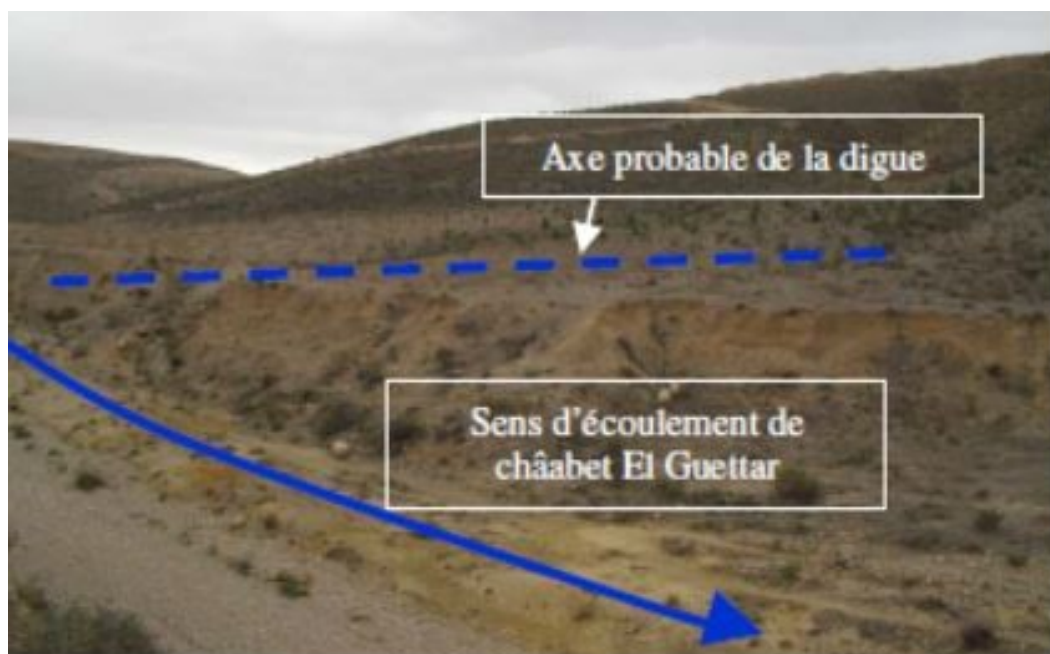 Axe probable de la digue
Sens d'écoulement de
châabet El Guettar